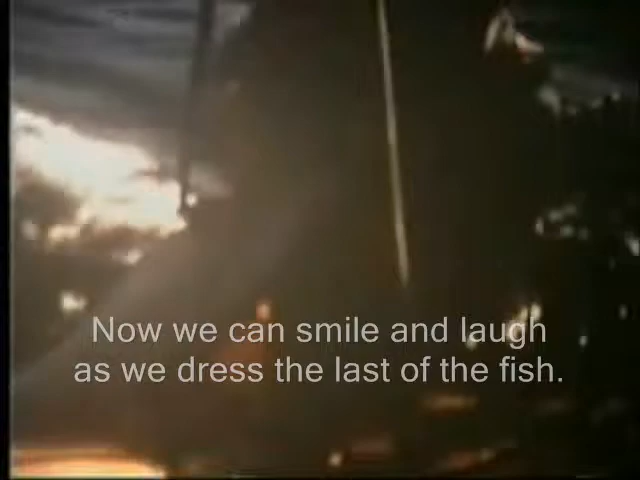 Now we can smile and laugh
as we dress the last of the fish.